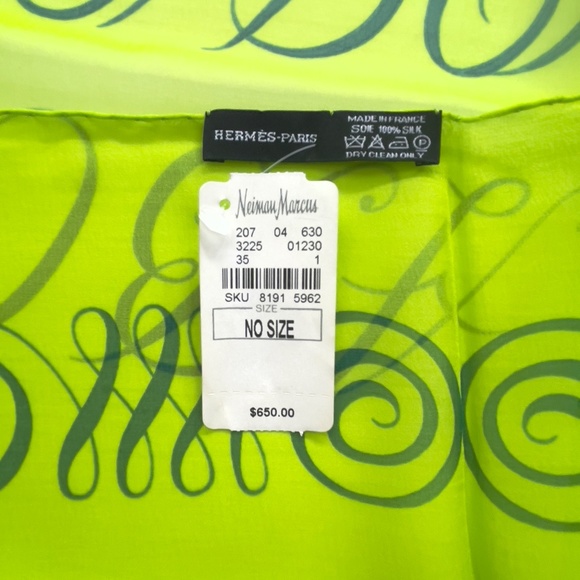 HERMÈS-PARIS
MADE IN FRANCE
SOIE 100% SILK
DRY CLEAN ONLY
Neiman Marcus
207 04 630
3225 01230
35 1
SKU 8191 5962
SIZE
NO SIZE
$650.00